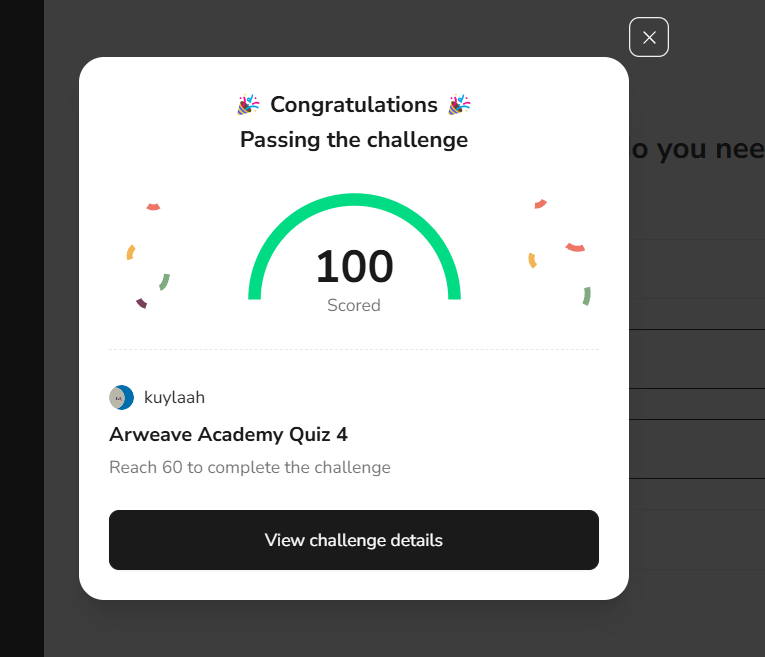 Congratulations
Passing the challenge
o you nee
100
Scored
kuylaah
Arweave Academy Quiz 4
Reach 60 to complete the challenge
View challenge details